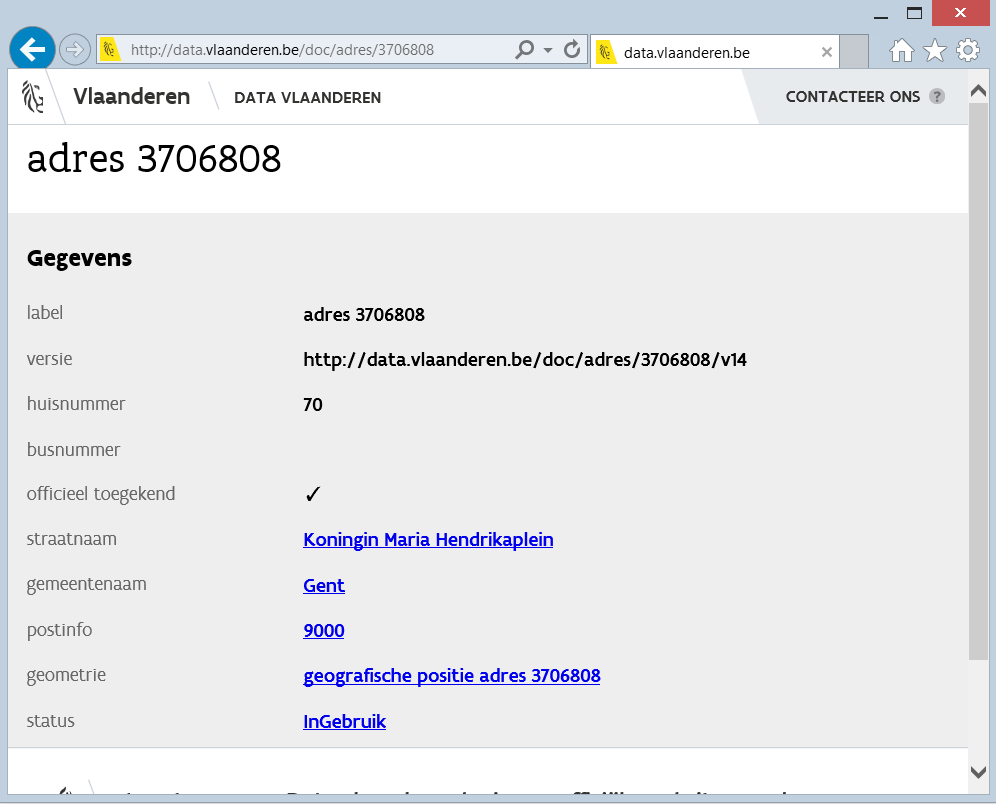 http://data.vlaanderen.be/doc/adres/3706808
data.vlaanderen.be
Vlaanderen
DATA VLAANDEREN
CONTACTEER ONS ?
adres 3706808
Gegevens
label adres 3706808
versie http://data.vlaanderen.be/doc/adres/3706808/v14
huisnummer 70
busnummer
officieel toegekend ✓
straatnaam Koningin Maria Hendrikaplein
gemeentenaam Gent
postinfo 9000
geometrie geografische positie adres 3706808
status InGebruik